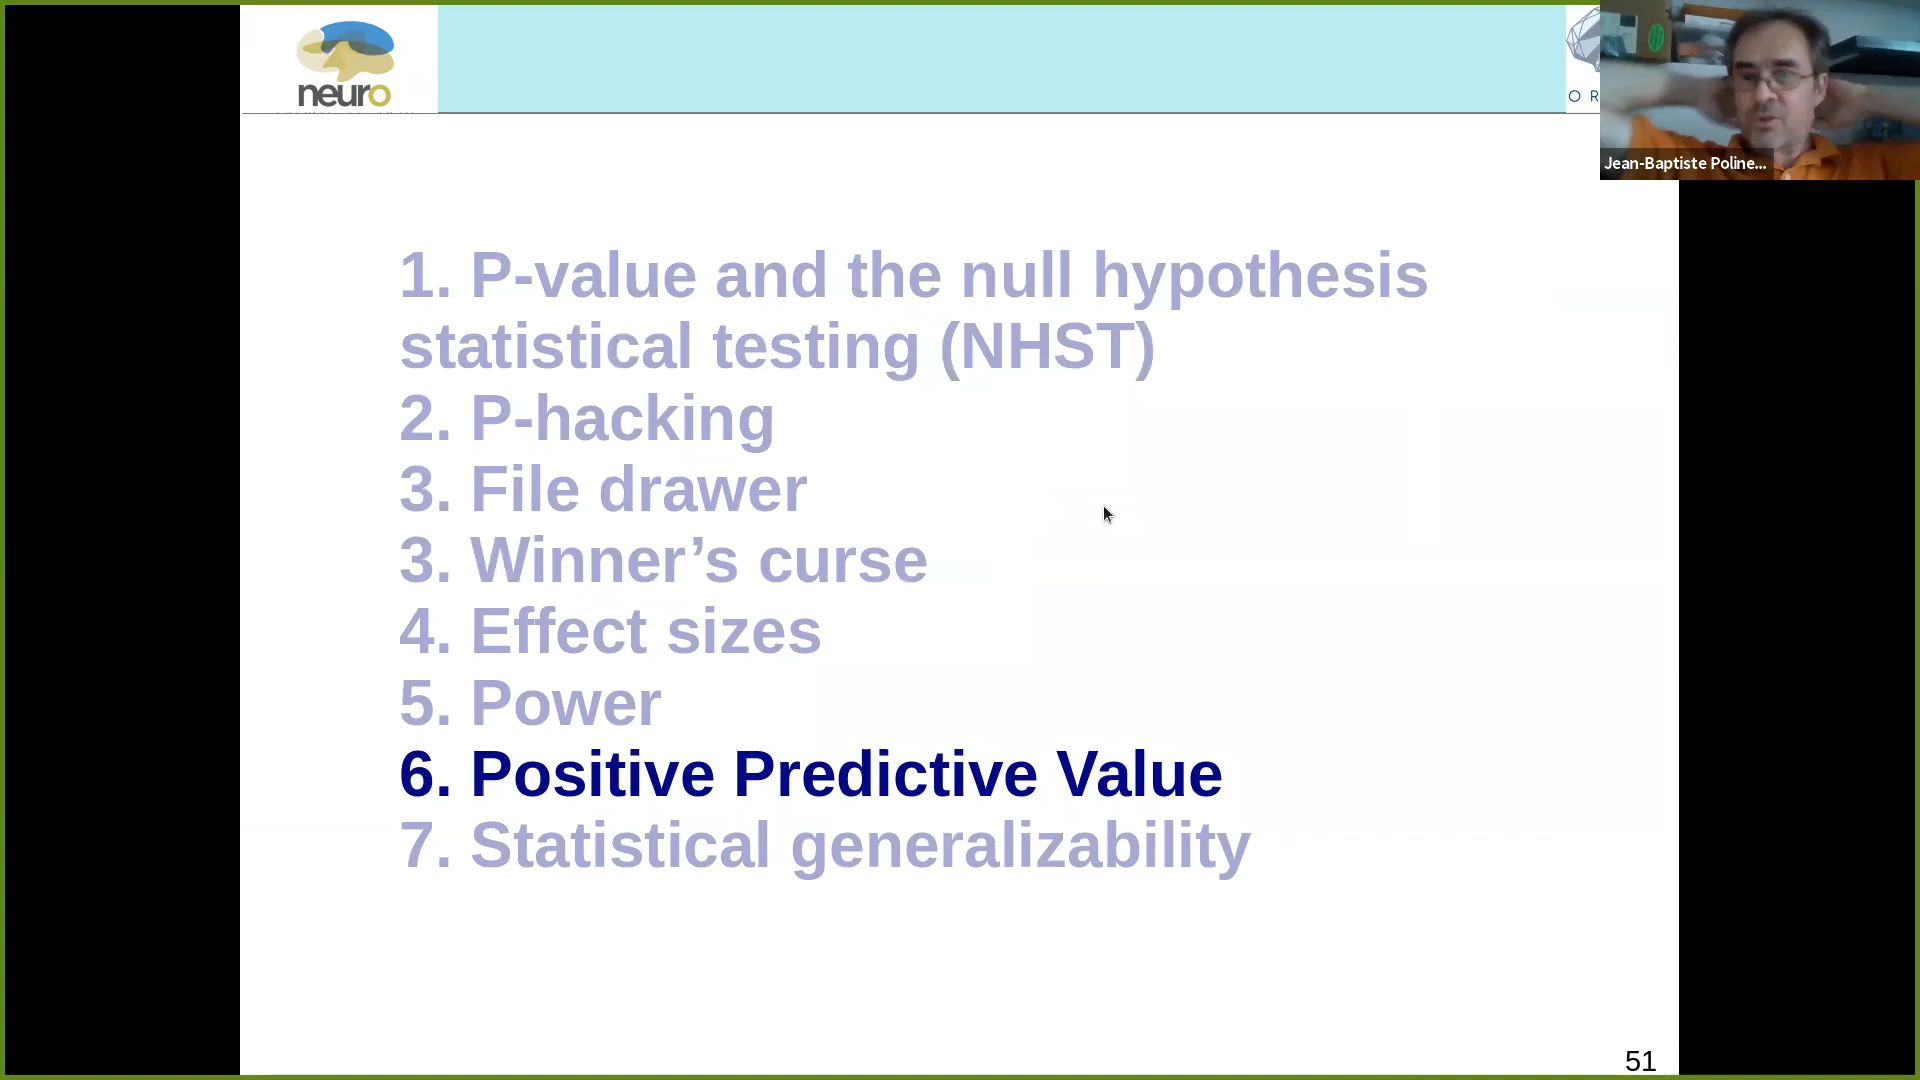 neuro
O R
Jean-Baptiste Poline...
1. P-value and the null hypothesis
statistical testing (NHST)
2. P-hacking
3. File drawer
3. Winner’s curse
4. Effect sizes
5. Power
6. Positive Predictive Value
7. Statistical generalizability
51